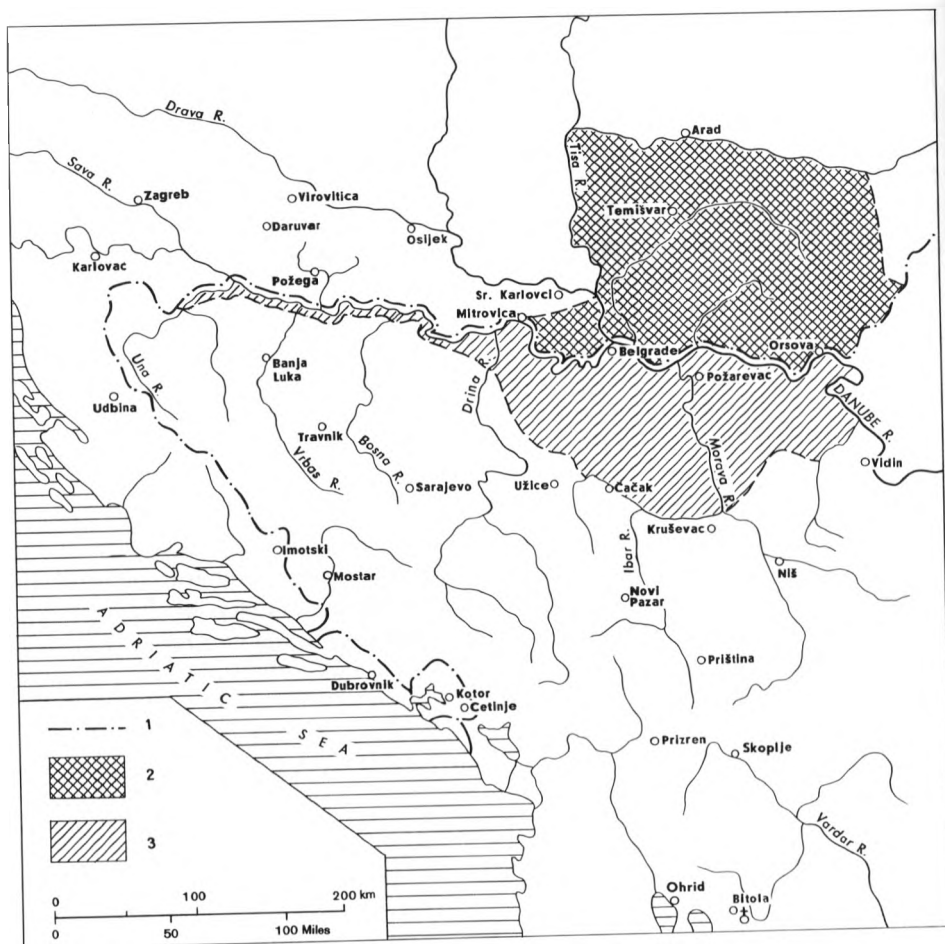 Drava R.
Arad
Tisa R.
Sava R.
Zagreb
Virovitica
Temišvar
Daruvar
Osijek
Karlovac
Požega
Sr. Karlovci
Mitrovica
Belgrade
Orsova
Una R.
Banja
Luka
Drina R.
Požarevac
DANUBE R.
Udbina
Travnik
Bosna R.
Vrbas R.
Morava R.
Vidin
Sarajevo
Užice
Čačak
Kruševac
Ibar R.
Imotski
Mostar
Niš
Novi
Pazar
ADRIATIC
SEA
Priština
Dubrovnik
Kotor
Cetinje
1
2
3
Prizren
Skoplje
Vardar R.
Ohrid
Bitola
0 100 200 km
0 50 100 Miles